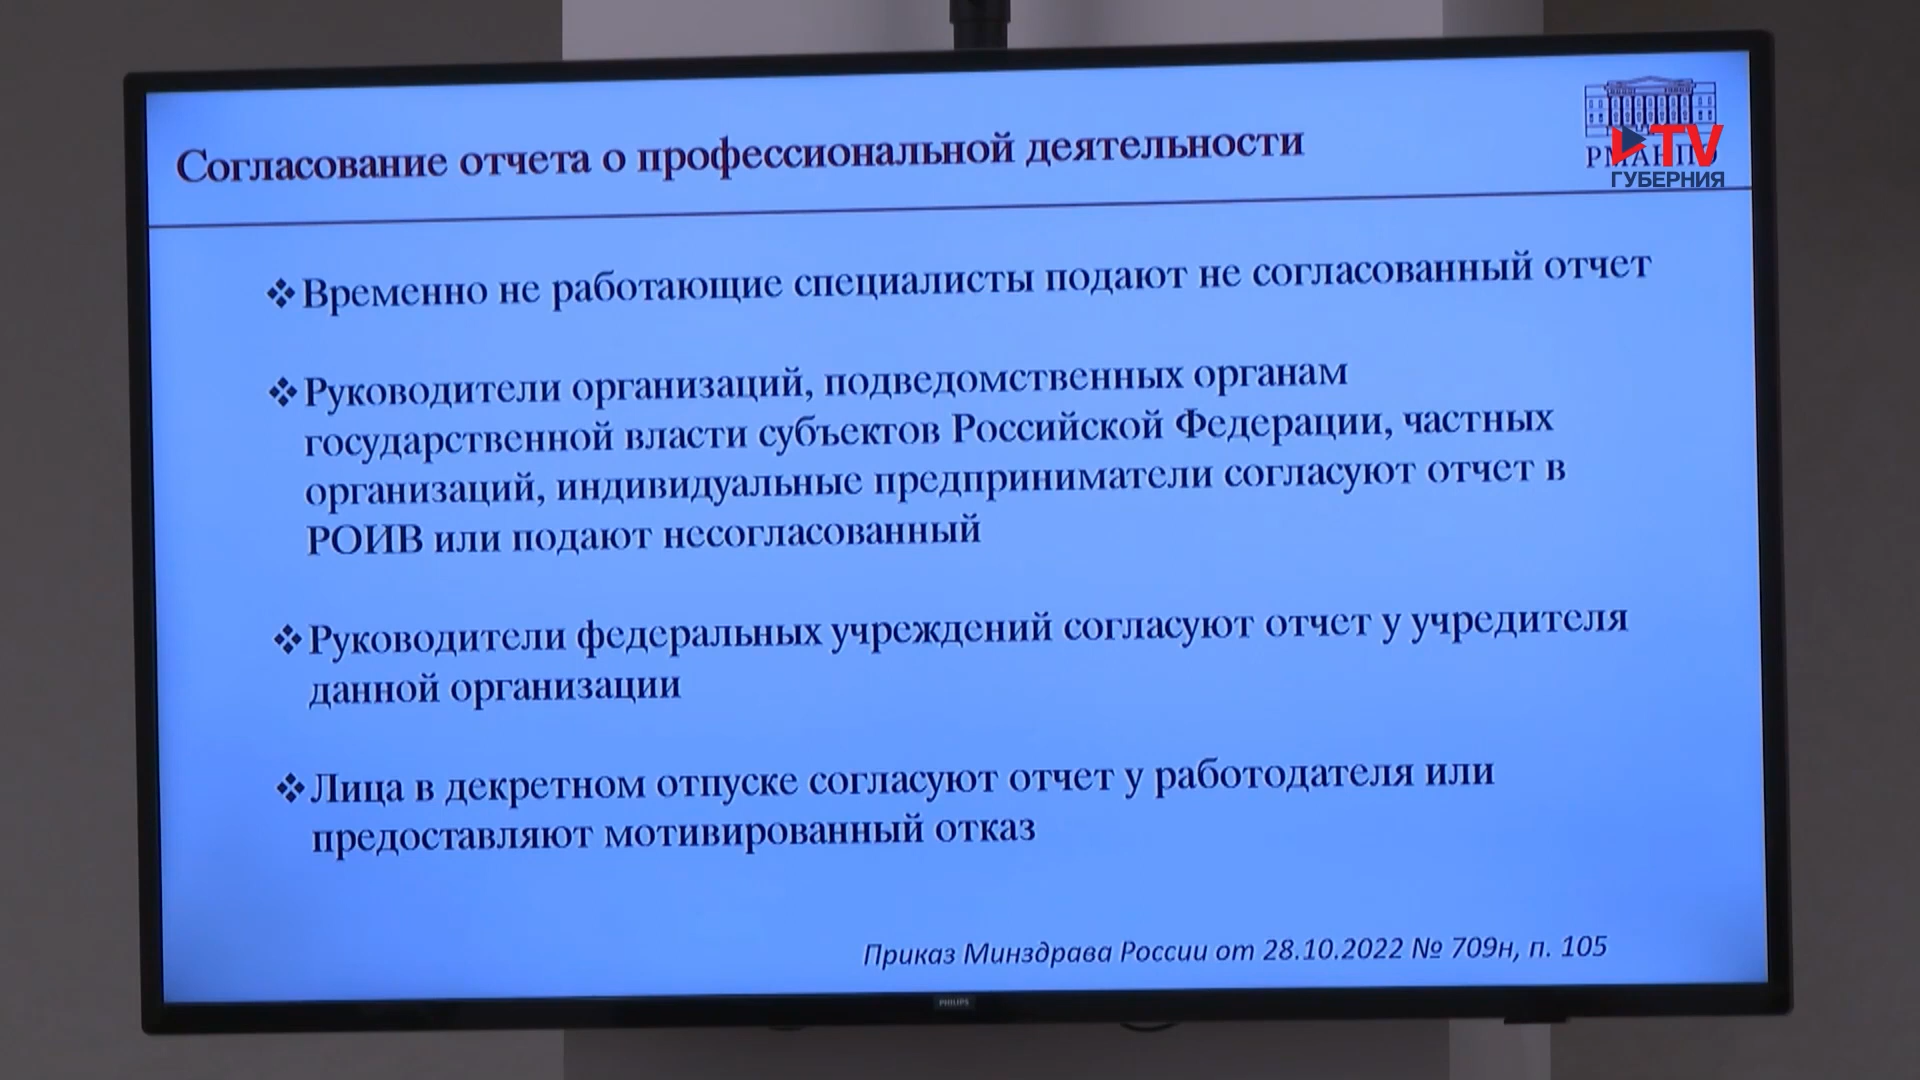 Согласование отчета о профессиональной деятельности
РМАНПО
TV
ГУБЕРНИЯ
❖Временно не работающие специалисты подают не согласованный отчет
❖Руководители организаций, подведомственных органам
государственной власти субъектов Российской Федерации, частных
организаций, индивидуальные предприниматели согласуют отчет в
РОИВ или подают несогласованный
❖Руководители федеральных учреждений согласуют отчет у учредителя
данной организации
❖Лица в декретном отпуске согласуют отчет у работодателя или
предоставляют мотивированный отказ
Приказ Минздрава России от 28.10.2022 № 709н, п. 105
PHILIPS